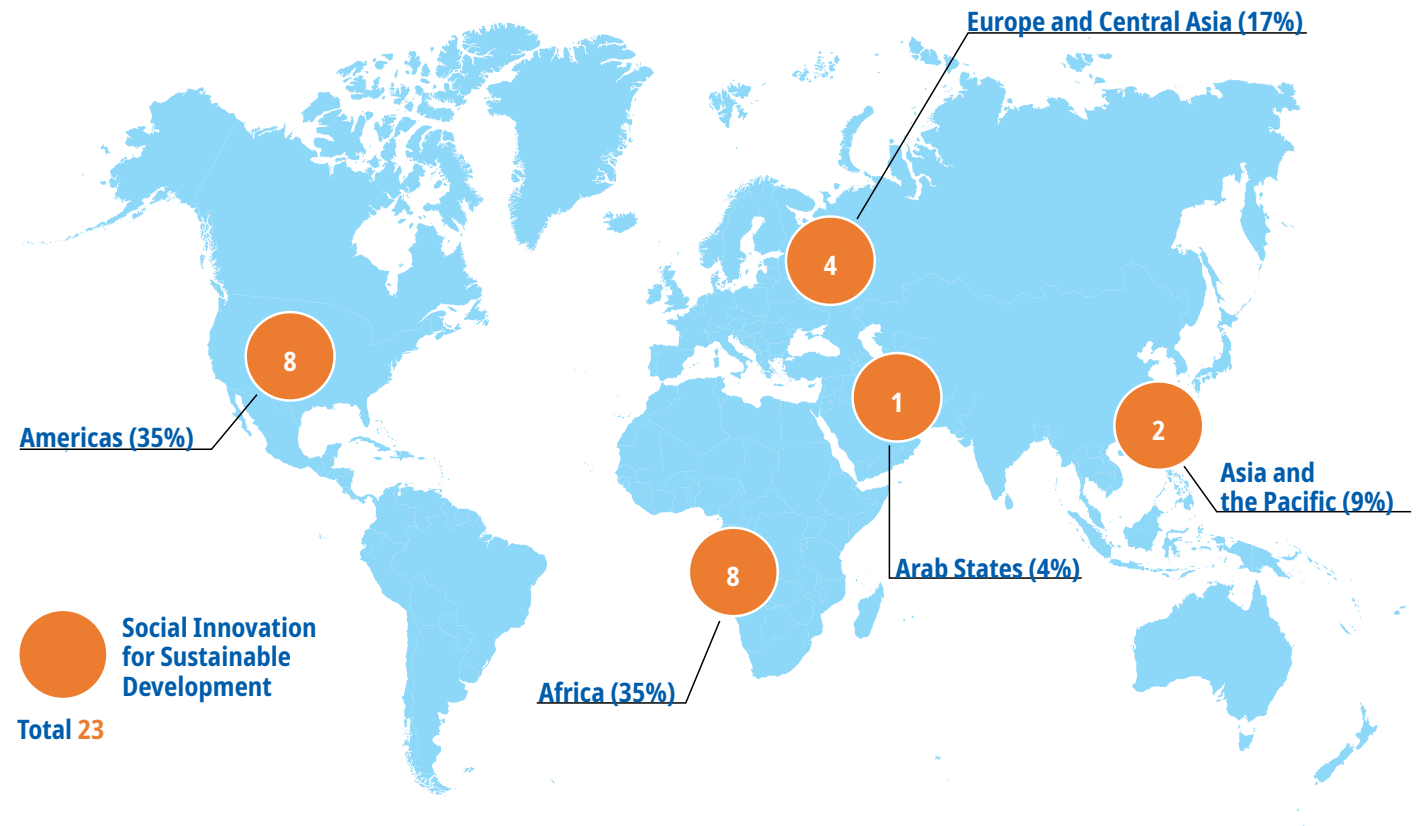 Europe and Central Asia (17%)
4
8
1
2
Americas (35%)
Asia and
the Pacific (9%)
Arab States (4%)
8
Social Innovation
for Sustainable
Development
Africa (35%)
Total 23